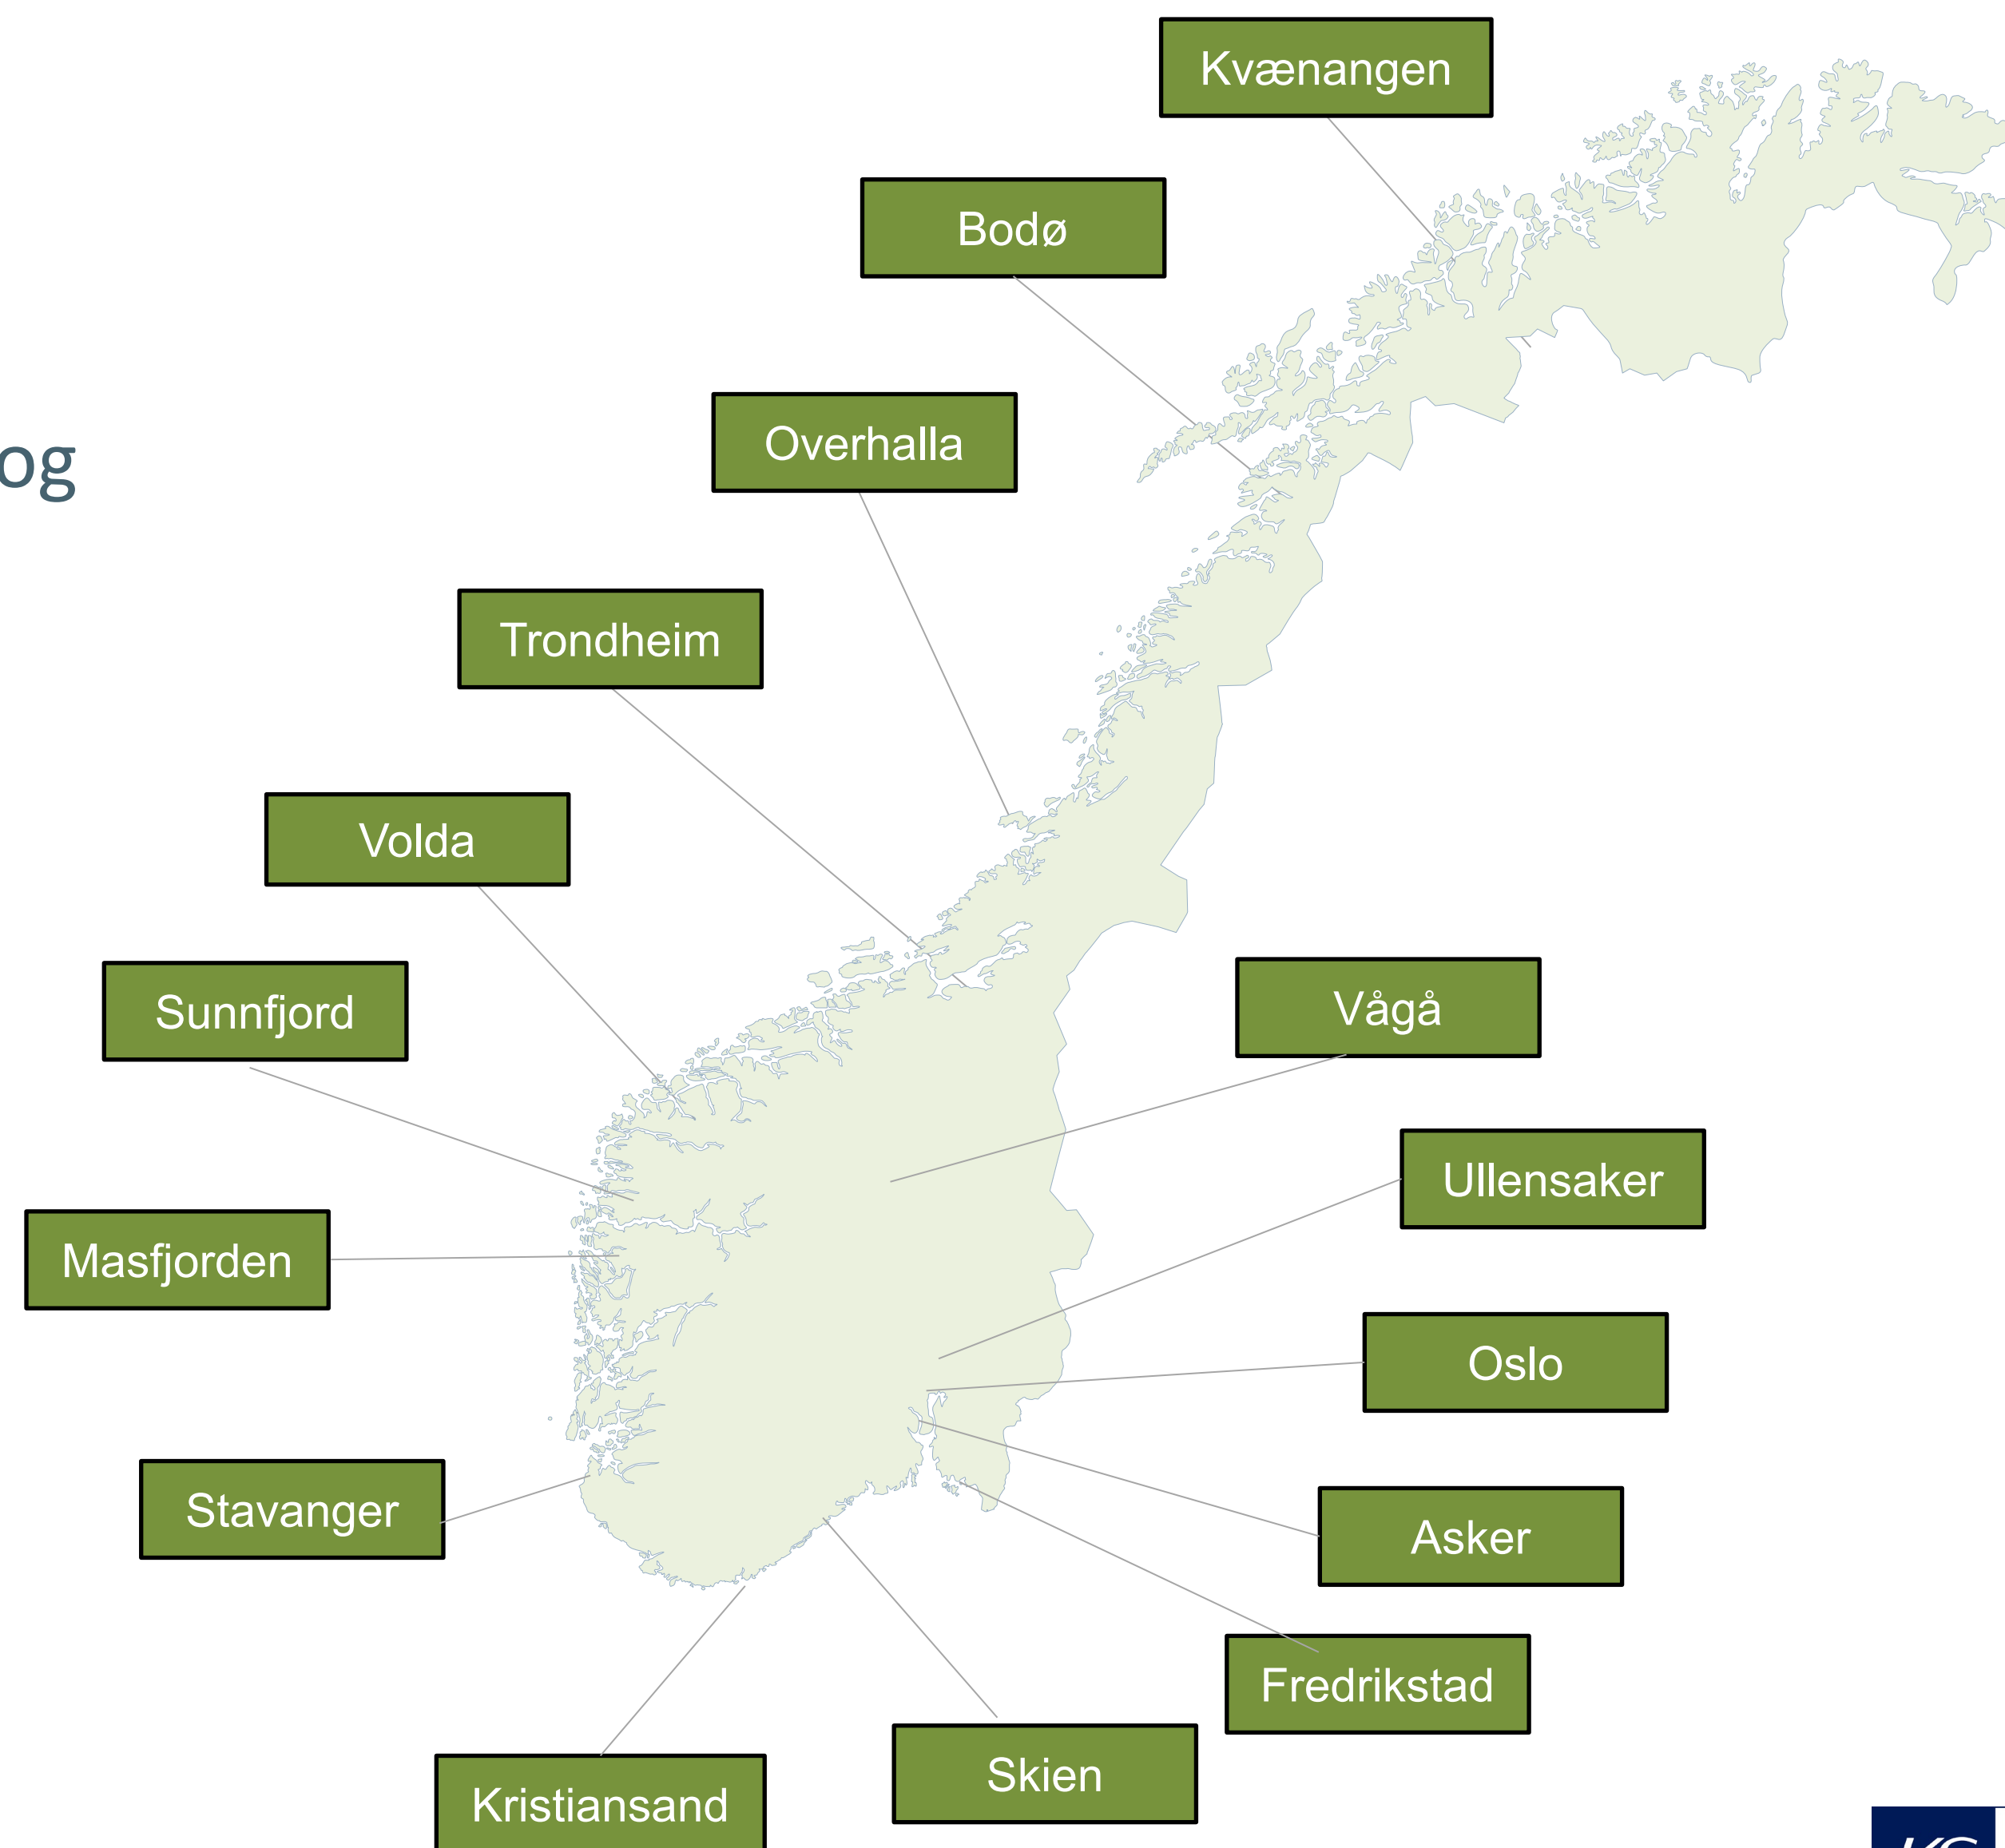 Kvænangen
Bodø
Overhalla
og
Trondheim
Volda
Sunnfjord
Vågå
Ullensaker
Masfjorden
Oslo
Stavanger
Asker
Fredrikstad
Skien
Kristiansand